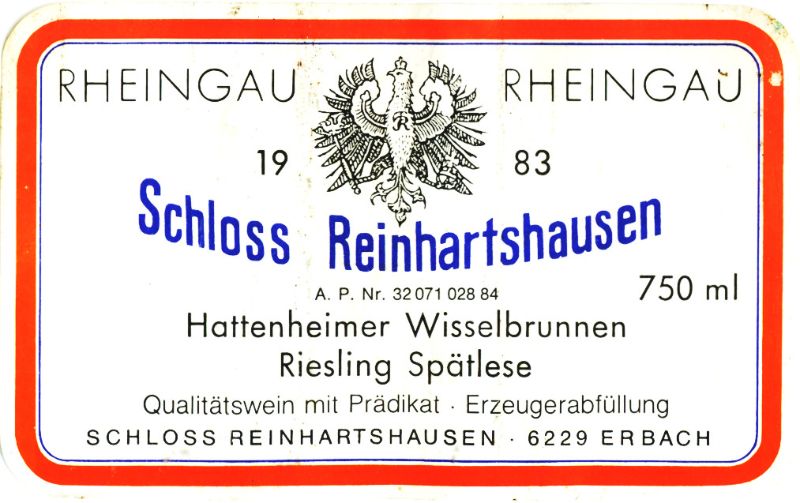 RHEINGAU RHEINGAU
R
19 83
Schloss Reinhartshausen
A. P. Nr. 32 071 028 84
750 ml
Hattenheimer Wisselbrunnen
Riesling Spätlese
Qualitätswein mit Prädikat · Erzeugerabfüllung
SCHLOSS REINHARTSHAUSEN · 6229 ERBACH